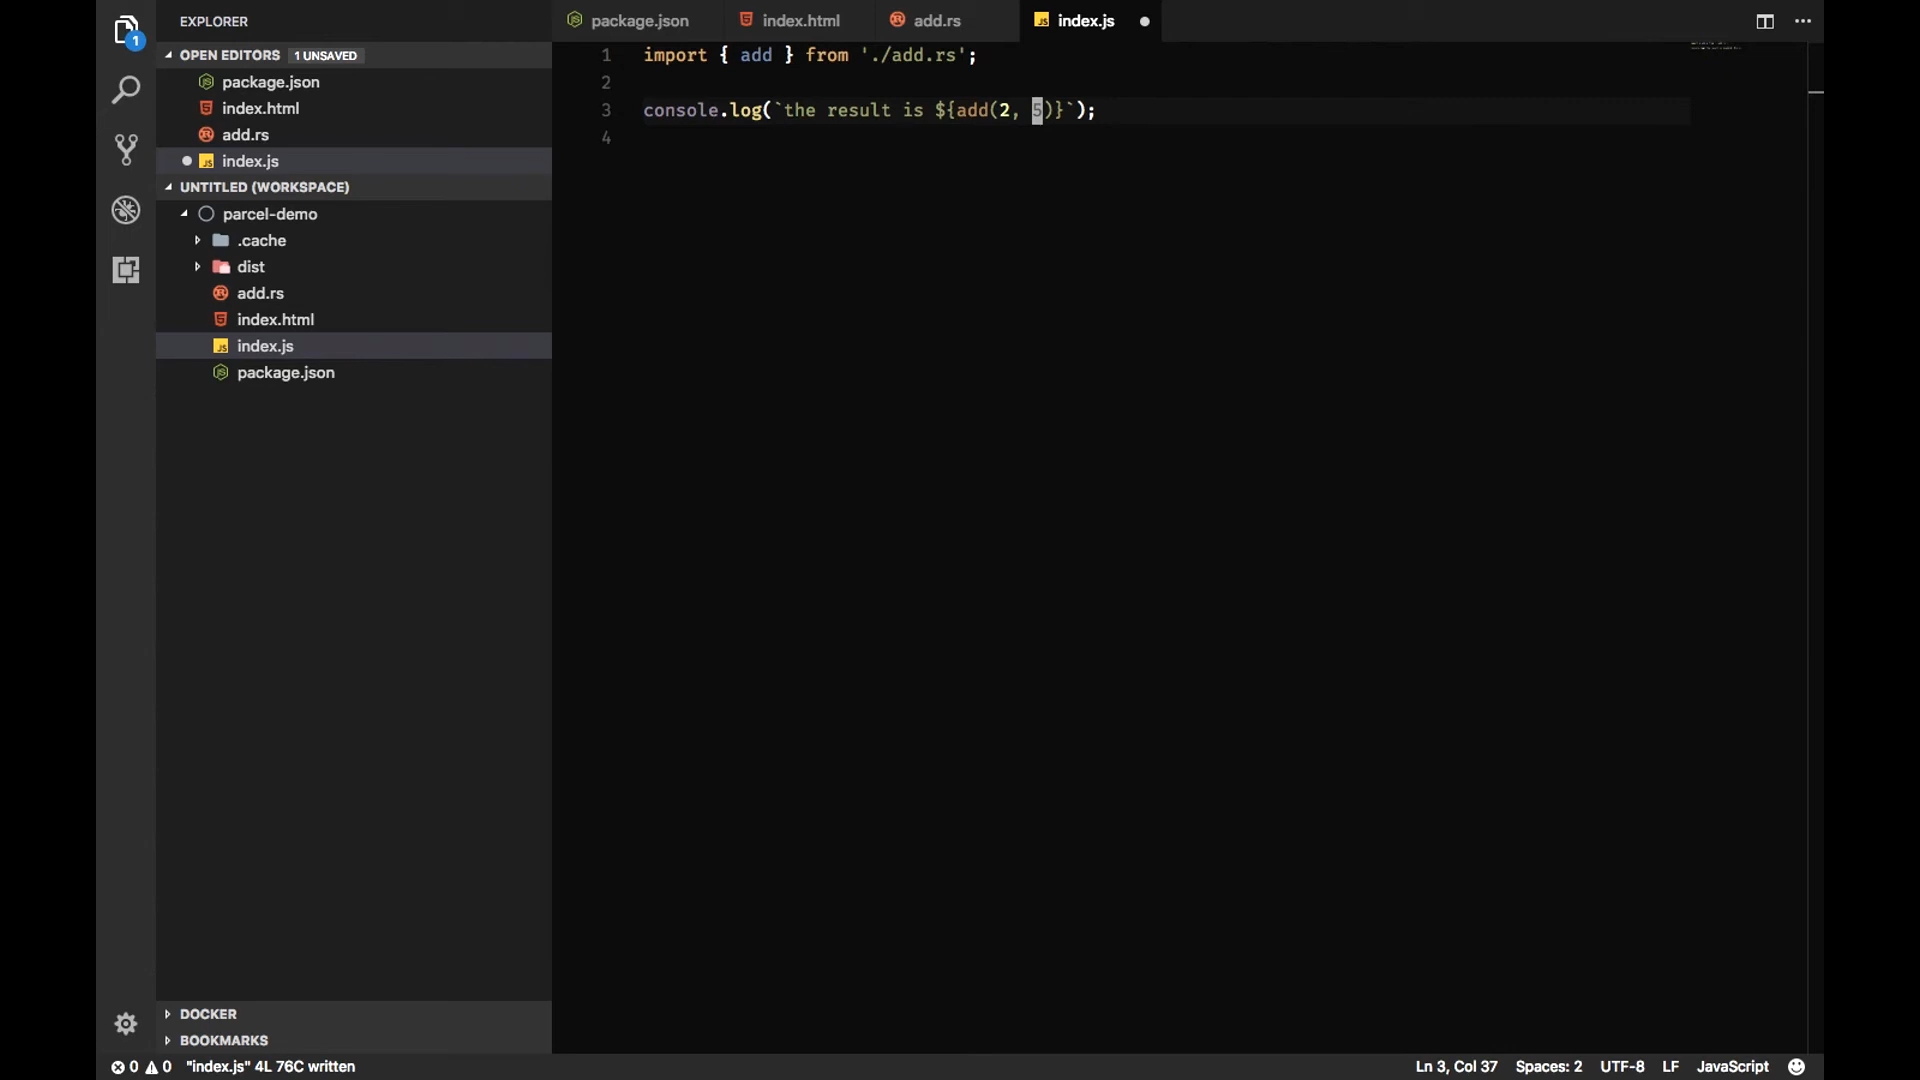 EXPLORER
OPEN EDITORS 1 UNSAVED
package.json
index.html
add.rs
index.js
UNTITLED (WORKSPACE)
parcel-demo
.cache
dist
add.rs
index.html
index.js
package.json
DOCKER
BOOKMARKS
1
package.json index.html add.rs index.js
1 import { add } from './add.rs';
2
3 console.log(`the result is ${add(2, 5)}`);
4
0 0 "index.js" 4L 76C written Ln 3, Col 37 Spaces: 2 UTF-8 LF JavaScript